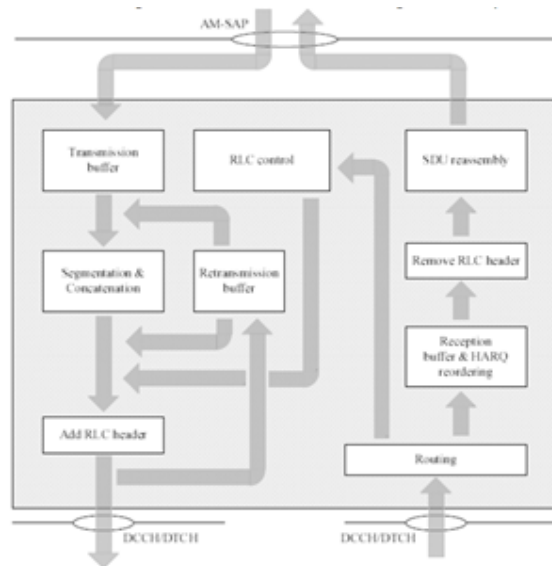 AM-SAP
Transmission
buffer
RLC control
SDU reassembly
Segmentation &
Concatenation
Retransmission
buffer
Remove RLC header
Reception
buffer & HARQ
reordering
Add RLC header
Routing
DCCH/DTCH
DCCH/DTCH